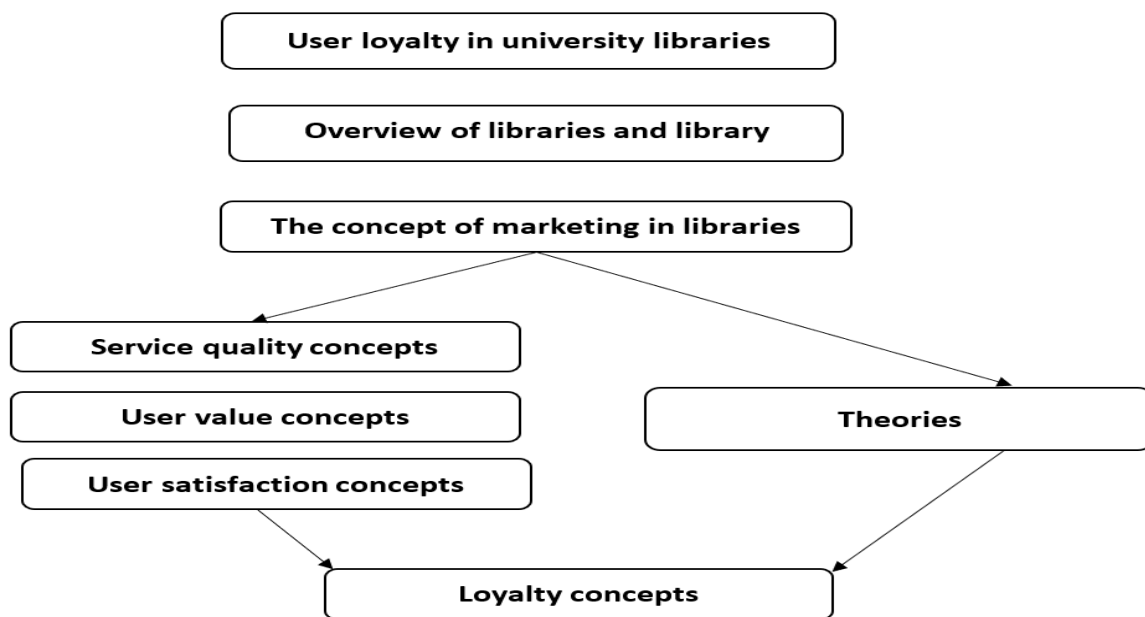 User loyalty in university libraries
Overview of libraries and library
The concept of marketing in libraries
Service quality concepts
User value concepts
Theories
User satisfaction concepts
Loyalty concepts